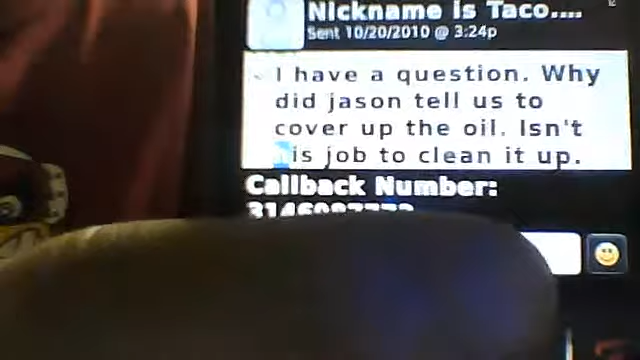 Nickname is Taco....
Sent 10/20/2010 @ 3:24p
I have a question. Why
did jason tell us to
cover up the oil. Isn't
his job to clean it up.
Callback Number: